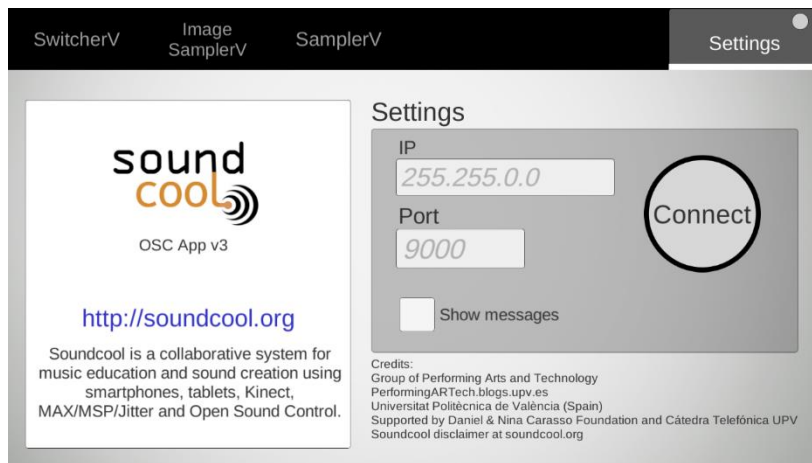 SwitcherV
Image
SamplerV
SamplerV
Settings
sound
cool
OSC App v3
http://soundcool.org
Soundcool is a collaborative system for
music education and sound creation using
smartphones, tablets, Kinect,
MAX/MSP/Jitter and Open Sound Control.
Settings
IP
255.255.0.0
Port
9000
Connect
Show messages
Credits:
Group of Performing Arts and Technology
PerformingARTech.blogs.upv.es
Universitat Politècnica de València (Spain)
Supported by Daniel & Nina Carasso Foundation and Cátedra Telefónica UPV
Soundcool disclaimer at soundcool.org